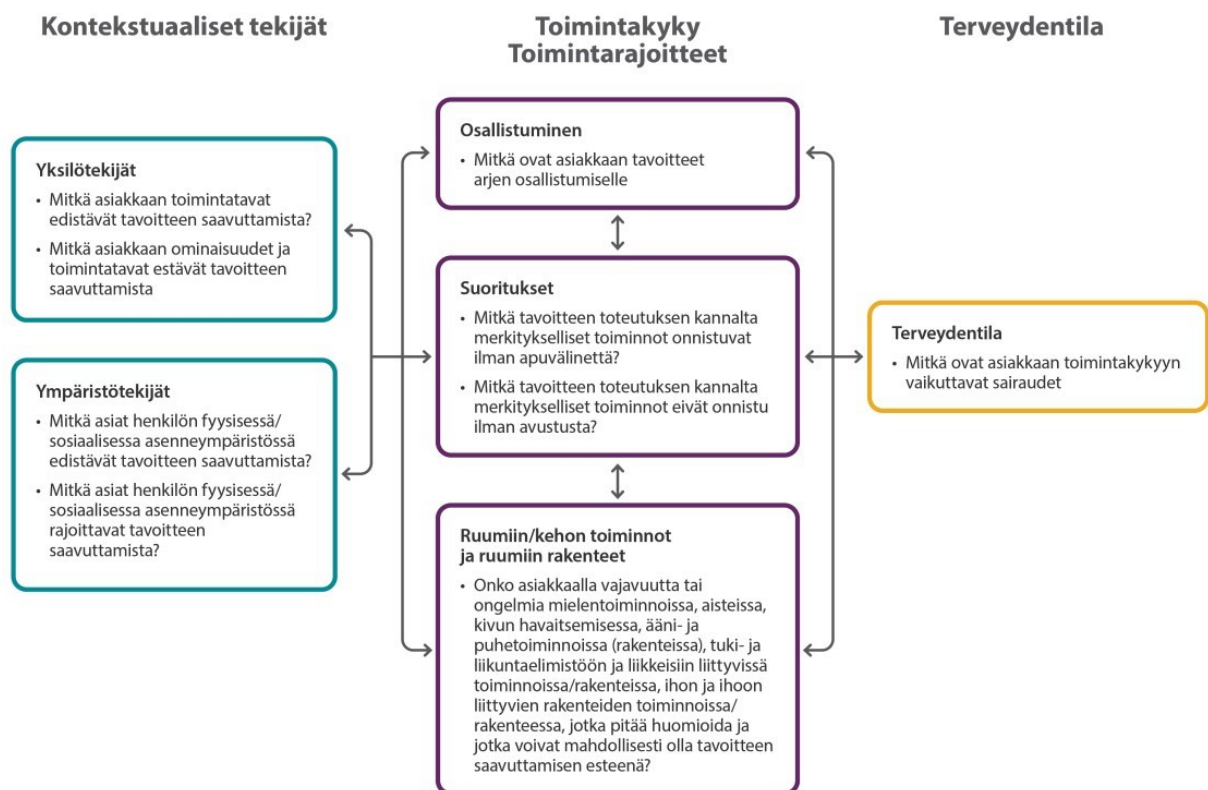 Kontekstuaaliset tekijät
Toimintakyky
Toimintarajoitteet
Terveydentila
Yksilötekijät
• Mitkä asiakkaan toimintatavat
edistävät tavoitteen saavuttamista?
• Mitkä asiakkaan ominaisuudet ja
toimintatavat estävät tavoitteen
saavuttamista
Ympäristötekijät
• Mitkä asiat henkilön fyysisessä/
sosiaalisessa asenneympäristössä
edistävät tavoitteen saavuttamista?
• Mitkä asiat henkilön fyysisessä/
sosiaalisessa asenneympäristössä
rajoittavat tavoitteen
saavuttamista?
Osallistuminen
• Mitkä ovat asiakkaan tavoitteet
arjen osallistumiselle
Suoritukset
• Mitkä tavoitteen toteutuksen kannalta
merkitykselliset toiminnot onnistuvat
ilman apuvälinettä?
• Mitkä tavoitteen toteutuksen kannalta
merkitykselliset toiminnot eivät onnistu
ilman avustusta?
Ruumiin/kehon toiminnot
ja ruumiin rakenteet
• Onko asiakkaalla vajavuutta tai
ongelmia mielentoiminnoissa, aisteissa,
kivun havaitsemisessa, ääni- ja
puhetoiminnoissa (rakenteissa), tuki- ja
liikuntaelimistöön ja liikkeisiin liittyvissä
toiminnoissa/rakenteissa, ihon ja ihoon
liittyvien rakenteiden toiminnoissa/
rakenteessa, jotka pitää huomioida ja
jotka voivat mahdollisesti olla tavoitteen
saavuttamisen esteenä?
Terveydentila
• Mitkä ovat asiakkaan toimintakykyyn
vaikuttavat sairaudet